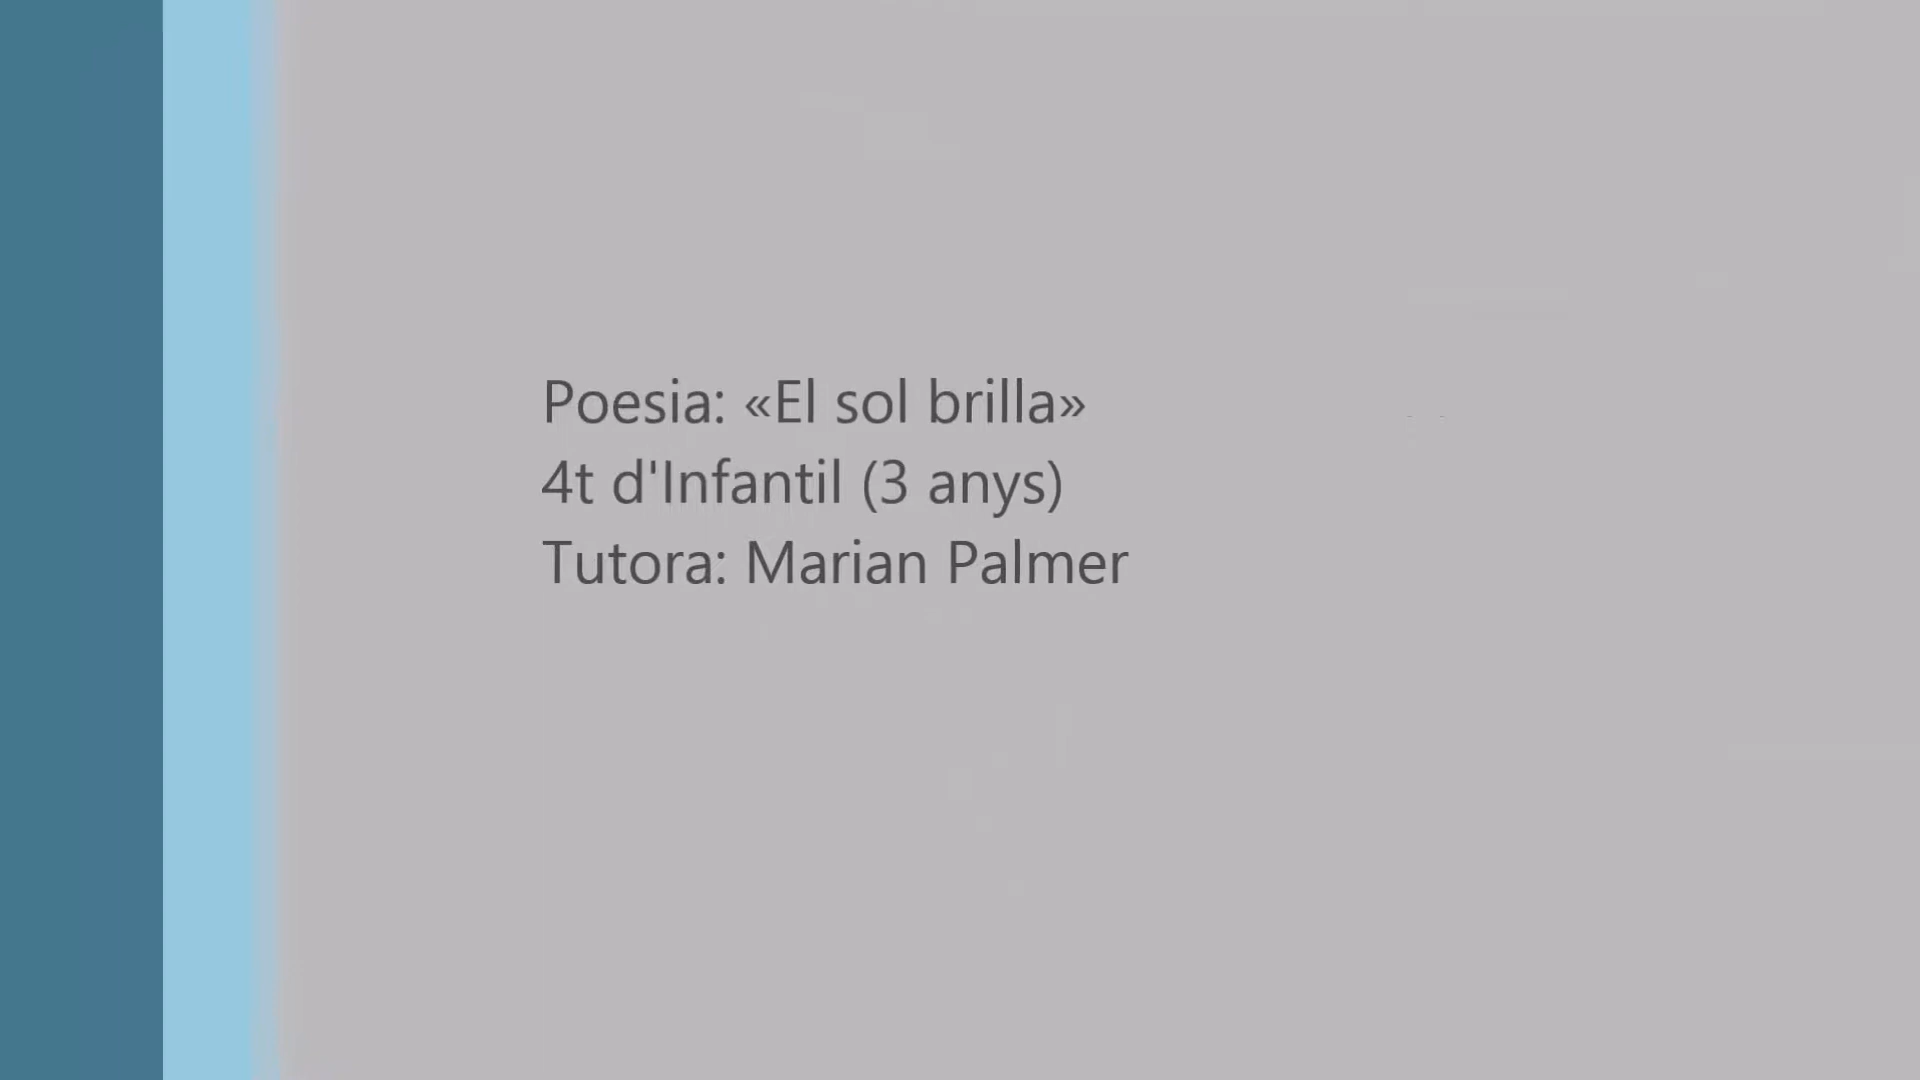 Poesia: «El sol brilla»
4t d'Infantil (3 anys)
Tutora: Marian Palmer